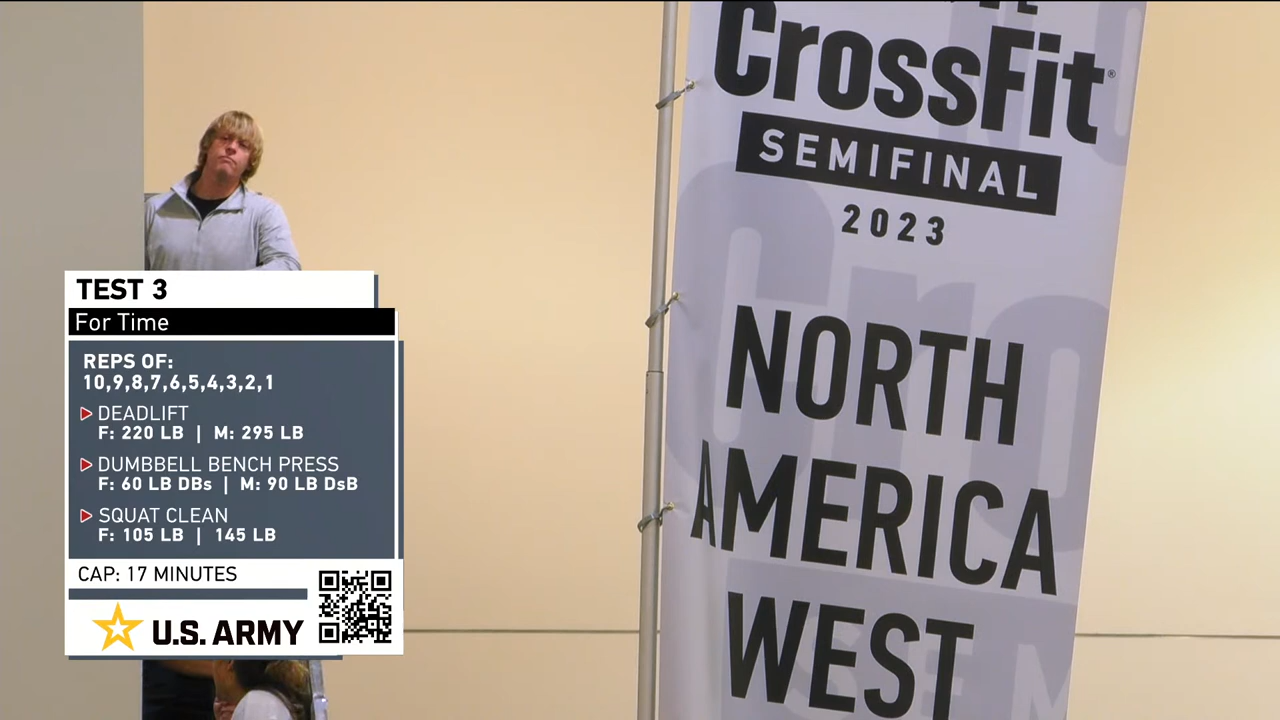 TEST 3
For Time
REPS OF:
10,9,8,7,6,5,4,3,2,1
DEADLIFT
F: 220 LB | M: 295 LB
DUMBBELL BENCH PRESS
F: 60 LB DBs | M: 90 LB DsB
SQUAT CLEAN
F: 105 LB | 145 LB
CAP: 17 MINUTES
U.S. ARMY
CrossFit®
SEMIFINAL
2023
NORTH
AMERICA
WEST